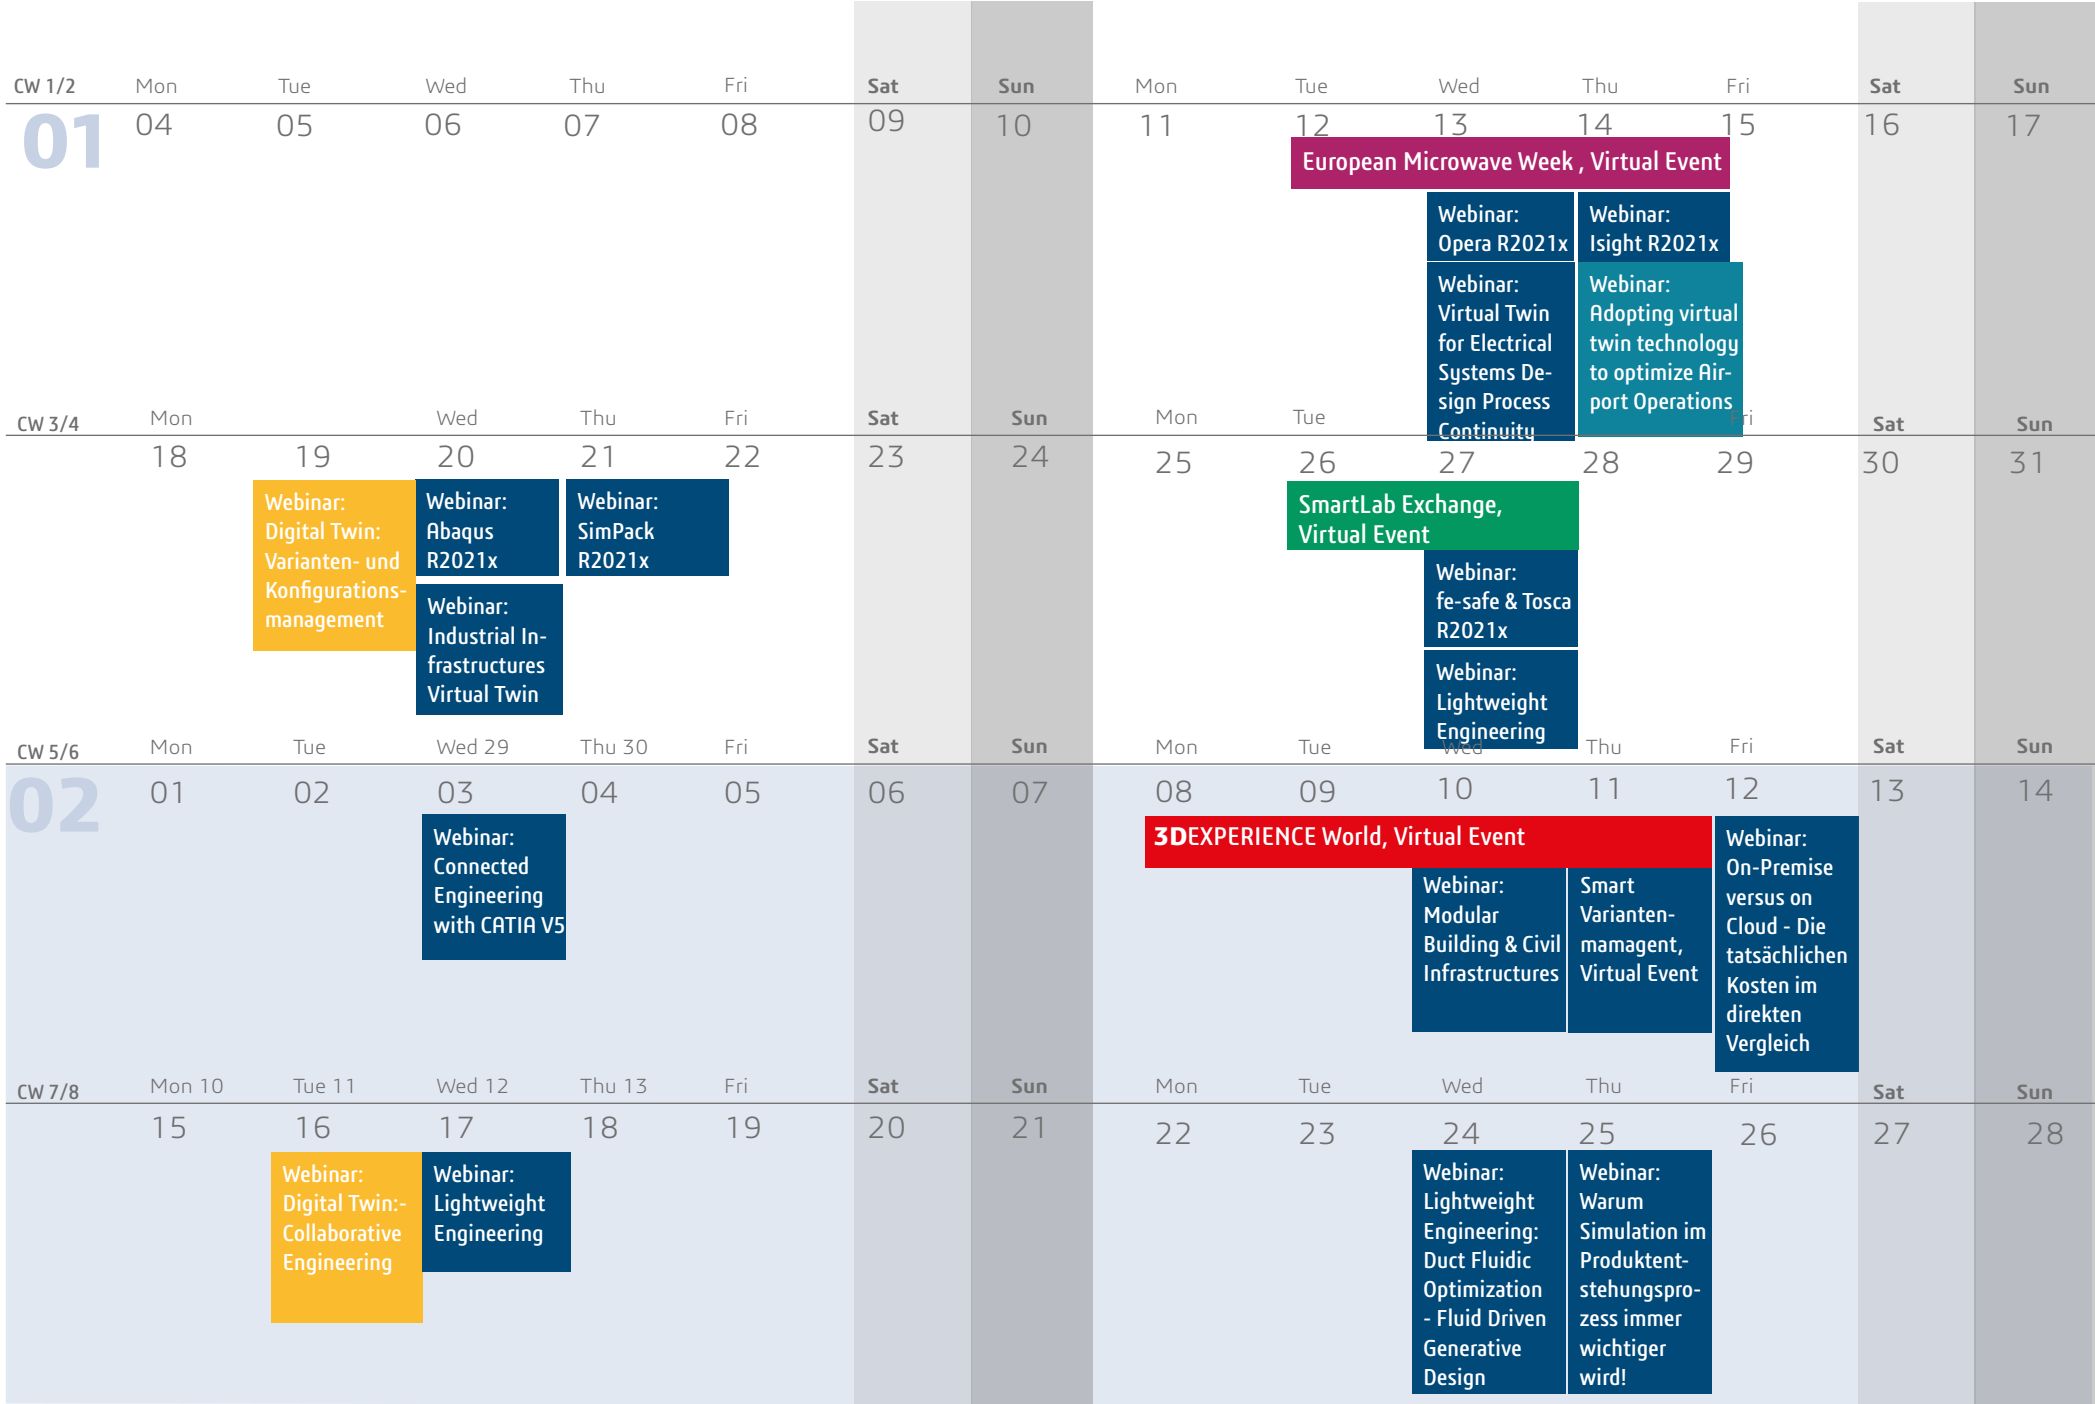 CW 1/2 Mon Tue Wed Thu Fri Sat Sun Mon Tue Wed Thu Fri Sat Sun
01 04 05 06 07 08 09 10 11 12 13 14 15 16 17
European Microwave Week , Virtual Event
Webinar:
Opera R2021x
Webinar:
Isight R2021x
Webinar:
Virtual Twin
for Electrical
Systems De-
sign Process
Continuity
Webinar:
Adopting virtual
twin technology
to optimize Air-
port Operations
CW 3/4 Mon Wed Thu Fri Sat Sun Mon Tue Fri Sat Sun
18 19 20 21 22 23 24 25 26 27 28 29 30 31
Webinar:
Digital Twin:
Varianten- und
Konfigurations-
management
Webinar:
Abaqus
R2021x
Webinar:
SimPack
R2021x
Webinar:
Industrial In-
frastructures
Virtual Twin
SmartLab Exchange,
Virtual Event
Webinar:
fe-safe & Tosca
R2021x
Webinar:
Lightweight
Engineering
CW 5/6 Mon Tue Wed 29 Thu 30 Fri Sat Sun Mon Tue Wed Thu Fri Sat Sun
02 01 02 03 04 05 06 07 08 09 10 11 12 13 14
Webinar:
Connected
Engineering
with CATIA V5
3DEXPERIENCE World, Virtual Event
Webinar:
Modular
Building & Civil
Infrastructures
Smart
Varianten-
mamagent,
Virtual Event
Webinar:
On-Premise
versus on
Cloud - Die
tatsächlichen
Kosten im
direkten
Vergleich
CW 7/8 Mon 10 Tue 11 Wed 12 Thu 13 Fri Sat Sun Mon Tue Wed Thu Fri Sat Sun
15 16 17 18 19 20 21 22 23 24 25 26 27 28
Webinar:
Digital Twin:-
Collaborative
Engineering
Webinar:
Lightweight
Engineering
Webinar:
Lightweight
Engineering:
Duct Fluidic
Optimization
- Fluid Driven
Generative
Design
Webinar:
Warum
Simulation im
Produktent-
stehungspro-
zess immer
wichtiger
wird!